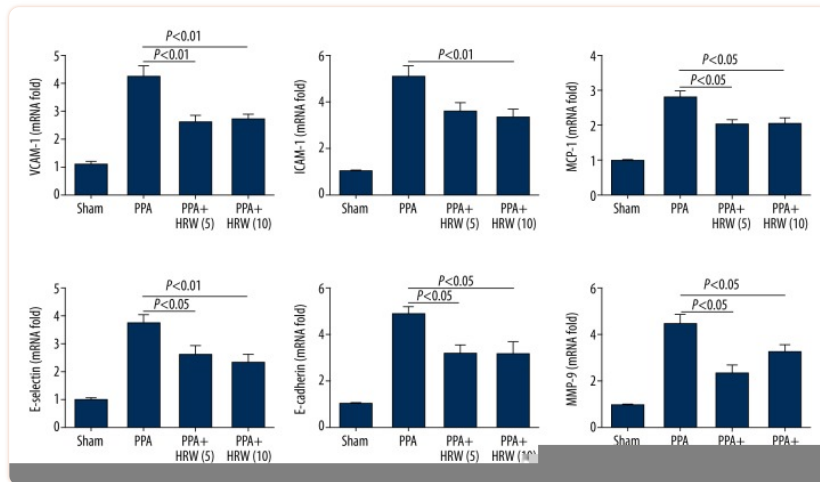 P<0.01
P<0.01
VCAM-1 (mRNA fold)
5
4
3
2
1
0
Sham
PPA
PPA+
HRW (5)
PPA+
HRW (10)
P<0.01
ICAM-1 (mRNA fold)
6
4
2
0
Sham
PPA
PPA+
HRW (5)
PPA+
HRW (10)
P<0.05
P<0.05
MCP-1 (mRNA fold)
4
3
2
1
0
Sham
PPA
PPA+
HRW (5)
PPA+
HRW (10)
P<0.01
P<0.05
E-selectin (mRNA fold)
5
4
3
2
1
0
Sham
PPA
PPA+
HRW (5)
PPA+
HRW (10)
P<0.05
P<0.05
E-cadherin (mRNA fold)
6
4
2
0
Sham
PPA
PPA+
HRW (5)
PPA+
HRW
P<0.05
P<0.05
MMP-9 (mRNA fold)
6
4
2
0
Sham
PPA
PPA+
PPA+